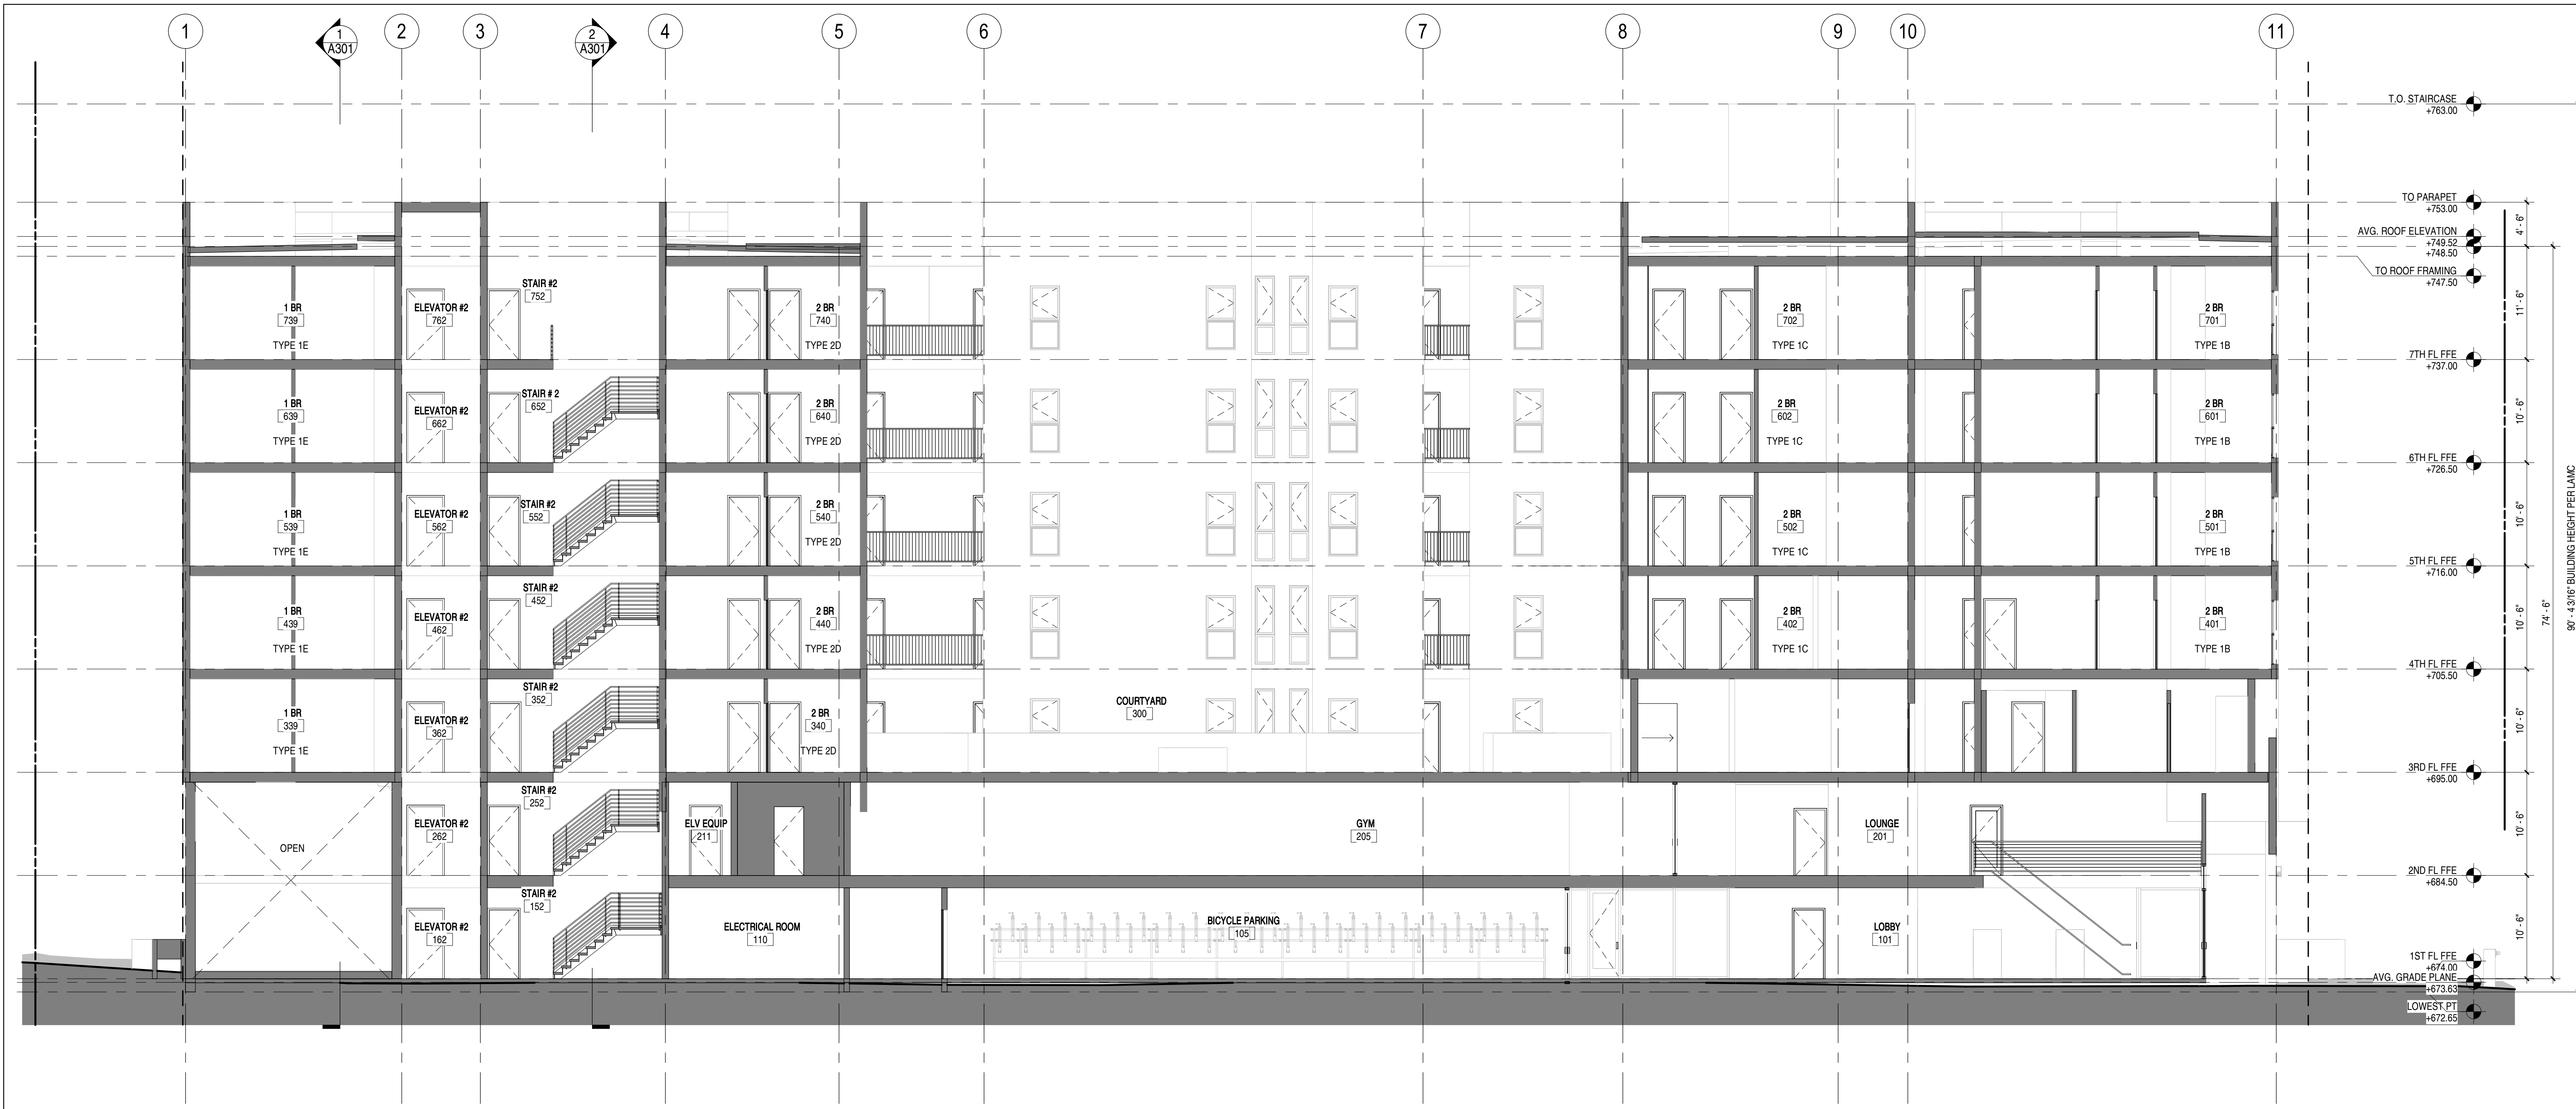 1
2
3
4
5
6
7
8
9
10
11
1
A301
2
A301
T.O. STAIRCASE
+763.00
TO PARAPET
+753.00
AVG. ROOF ELEVATION
+749.52
+748.50
TO ROOF FRAMING
+747.50
7TH FL FFE
+737.00
6TH FL FFE
+726.50
5TH FL FFE
+716.00
4TH FL FFE
+705.50
3RD FL FFE
+695.00
2ND FL FFE
+684.50
1ST FL FFE
+674.00
AVG. GRADE PLANE
+673.63
LOWEST PT
+672.65
4' - 6"
11' - 6"
10' - 6"
10' - 6"
10' - 6"
10' - 6"
10' - 6"
10' - 6"
74' - 6"
90' - 4 3/16" BUILDING HEIGHT PER LAMC
1 BR
739
TYPE 1E
ELEVATOR #2
762
STAIR #2
752
2 BR
740
TYPE 2D
2 BR
702
TYPE 1C
2 BR
701
TYPE 1B
1 BR
639
TYPE 1E
ELEVATOR #2
662
STAIR # 2
652
2 BR
640
TYPE 2D
2 BR
602
TYPE 1C
2 BR
601
TYPE 1B
1 BR
539
TYPE 1E
ELEVATOR #2
562
STAIR #2
552
2 BR
540
TYPE 2D
2 BR
502
TYPE 1C
2 BR
501
TYPE 1B
1 BR
439
TYPE 1E
ELEVATOR #2
462
STAIR #2
452
2 BR
440
TYPE 2D
2 BR
402
TYPE 1C
2 BR
401
TYPE 1B
1 BR
339
TYPE 1E
ELEVATOR #2
362
STAIR #2
352
2 BR
340
TYPE 2D
COURTYARD
300
OPEN
ELEVATOR #2
262
STAIR #2
252
ELV EQUIP
211
GYM
205
LOUNGE
201
ELEVATOR #2
162
STAIR #2
152
ELECTRICAL ROOM
110
BICYCLE PARKING
105
LOBBY
101